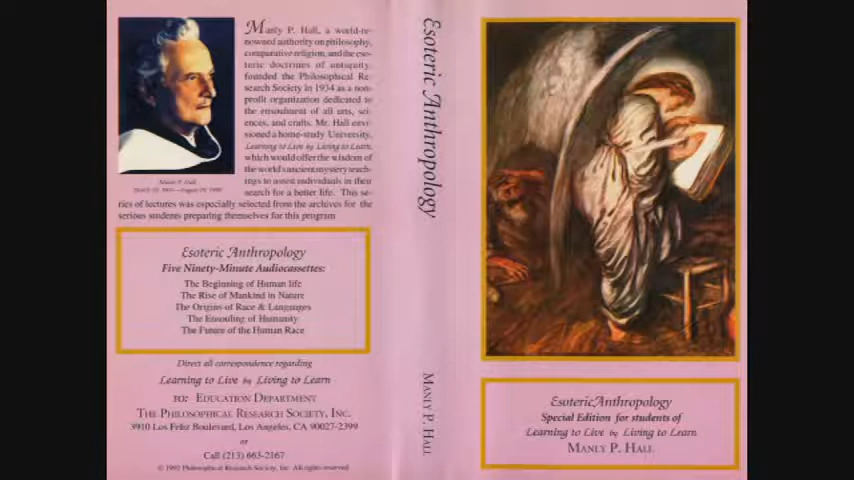 Manly P. Hall, a world-re-
nowned authority on philosophy,
comparative religion, and the eso-
teric doctrines of antiquity,
founded the Philosophical Re-
search Society in 1934 as a non-
profit organization dedicated to
the ensoulment of all arts, sci-
ences, and crafts. Mr. Hall envi-
sioned a home-study University,
Learning to Live by Living to Learn,
which would offer the wisdom of
the world's ancient mystery teach-
ings to assist individuals in their
search for a better life. This se-
ries of lectures was especially selected from the archives for the
serious students preparing themselves for this program
Manly P. Hall
Esoteric Anthropology
Five Ninety-Minute Audiocassettes:
The Beginning of Human life
The Rise of Mankind in Nature
The Origins of Race & Languages
The Ensouling of Humanity
The Future of the Human Race
Direct all correspondence regarding
Learning to Live by Living to Learn
TO: EDUCATION DEPARTMENT
THE PHILOSOPHICAL RESEARCH SOCIETY, INC.
3910 Los Feliz Boulevard, Los Angeles, CA 90027-2399
or
Call (213) 663-2167
© 1992 Philosophical Research Society, Inc. All rights reserved
Esoteric Anthropology
MANLY P. HALL
Esoteric Anthropology
Special Edition for students of
Learning to Live by Living to Learn
MANLY P. HALL